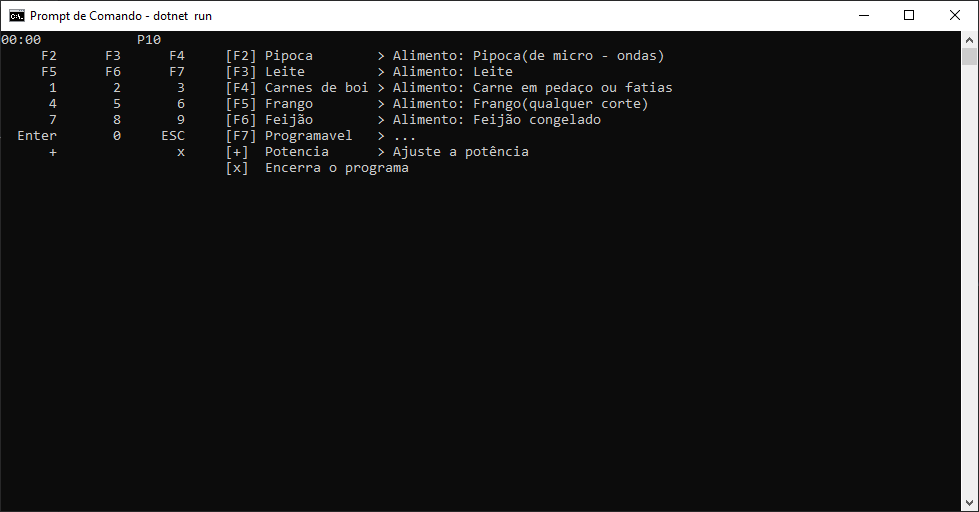 Prompt de Comando - dotnet  run
00:00            P10
     F2      F3      F4     [F2] Pipoca        > Alimento: Pipoca(de micro - ondas)
     F5      F6      F7     [F3] Leite         > Alimento: Leite
      1       2       3     [F4] Carnes de boi > Alimento: Carne em pedaço ou fatias
      4       5       6     [F5] Frango        > Alimento: Frango(qualquer corte)
      7       8       9     [F6] Feijão        > Alimento: Feijão congelado
  Enter       0     ESC     [F7] Programavel   > ...
      +               x     [+]  Potencia      > Ajuste a potência
                            [x]  Encerra o programa